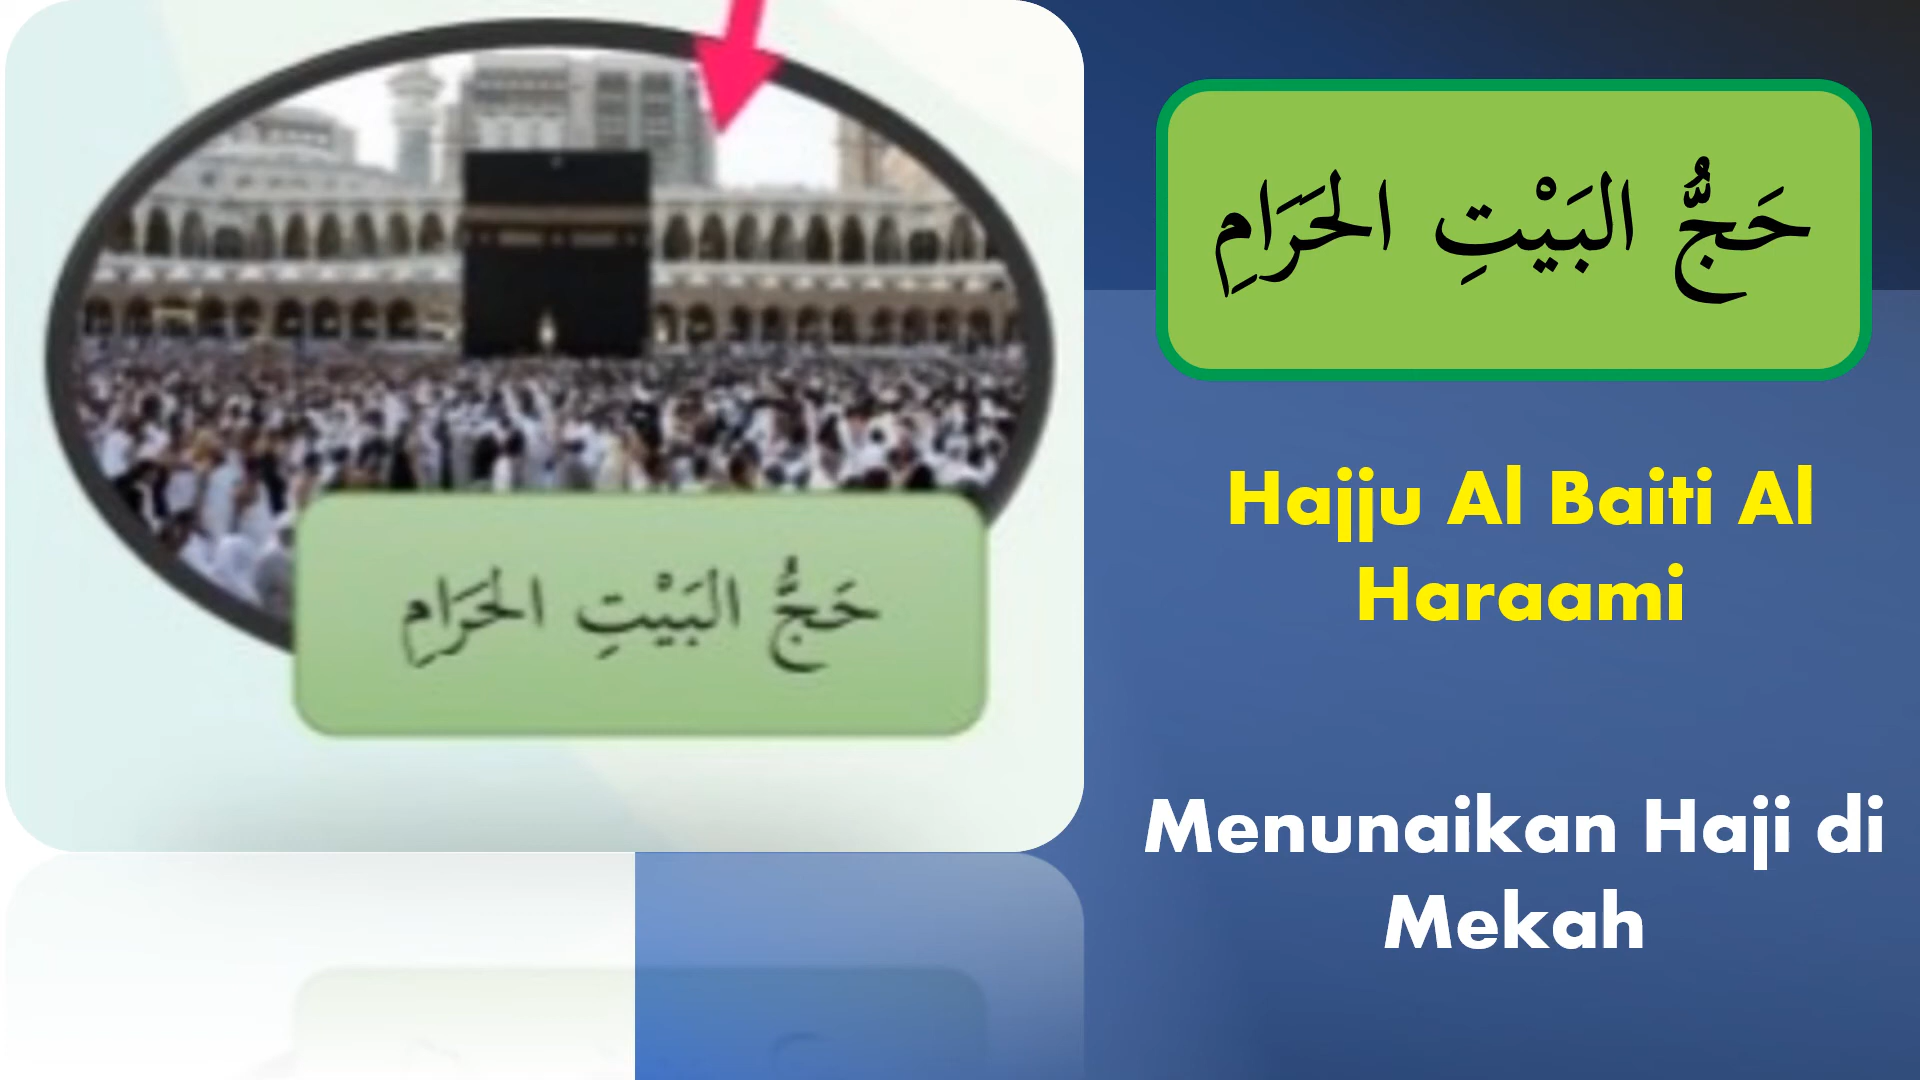 حَجُّ البَيْتِ الحَرَامِ
حَجُّ البَيْتِ الحَرَامِ
Hajju Al Baiti Al
Haraami
Menunaikan Haji di
Mekah